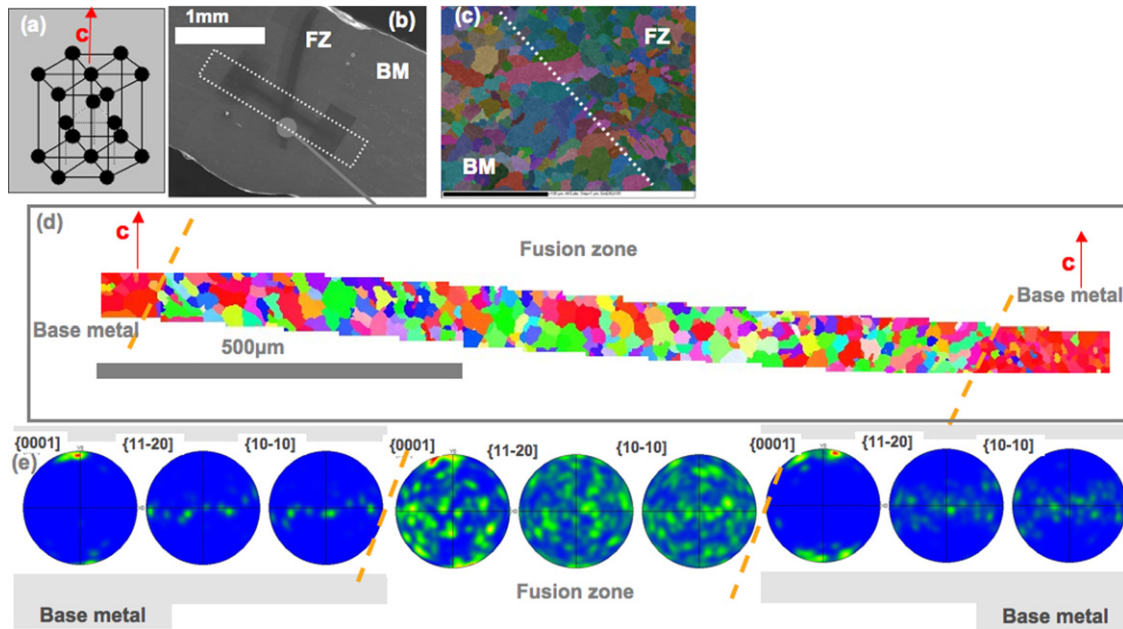 (a)
c
1mm
(b)
FZ
BM
(c)
FZ
BM
(d)
c
Fusion zone
c
Base metal
Base metal
500µm
{0001] {11-20] {10-10] {0001] {11-20] {10-10] {0001] {11-20] {10-10]
(e)
Fusion zone
Base metal
Base metal